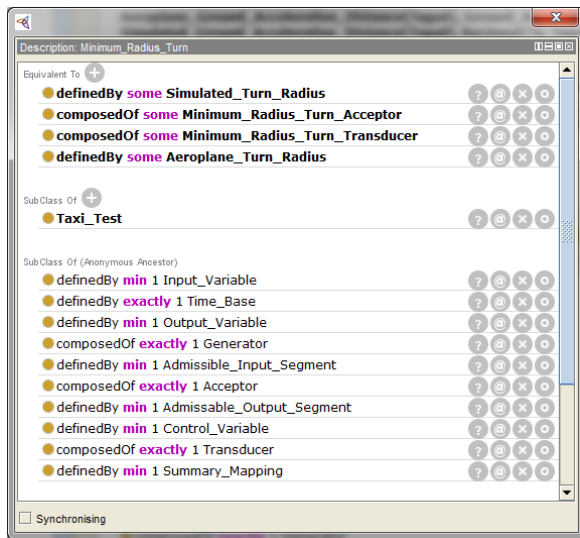 Description: Minimum_Radius_Turn
Equivalent To
definedBy some Simulated_Turn_Radius
composedOf some Minimum_Radius_Turn_Acceptor
composedOf some Minimum_Radius_Turn_Transducer
definedBy some Aeroplane_Turn_Radius
SubClass Of
Taxi_Test
SubClass Of (Anonymous Ancestor)
definedBy min 1 Input_Variable
definedBy exactly 1 Time_Base
definedBy min 1 Output_Variable
composedOf exactly 1 Generator
definedBy min 1 Admissible_Input_Segment
composedOf exactly 1 Acceptor
definedBy min 1 Admissable_Output_Segment
definedBy min 1 Control_Variable
composedOf exactly 1 Transducer
definedBy min 1 Summary_Mapping
Synchronising